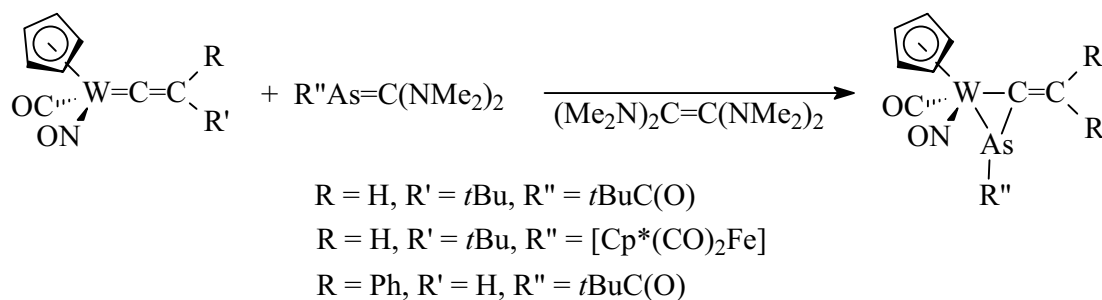 R
W=C=C
OC
ON
R'
+ R"As=C(NMe2)2
(Me2N)2C=C(NMe2)2
R
W
C=C
OC
ON
R
As
R"
R = H, R' = tBu, R" = tBuC(O)
R = H, R' = tBu, R" = [Cp*(CO)2Fe]
R = Ph, R' = H, R" = tBuC(O)